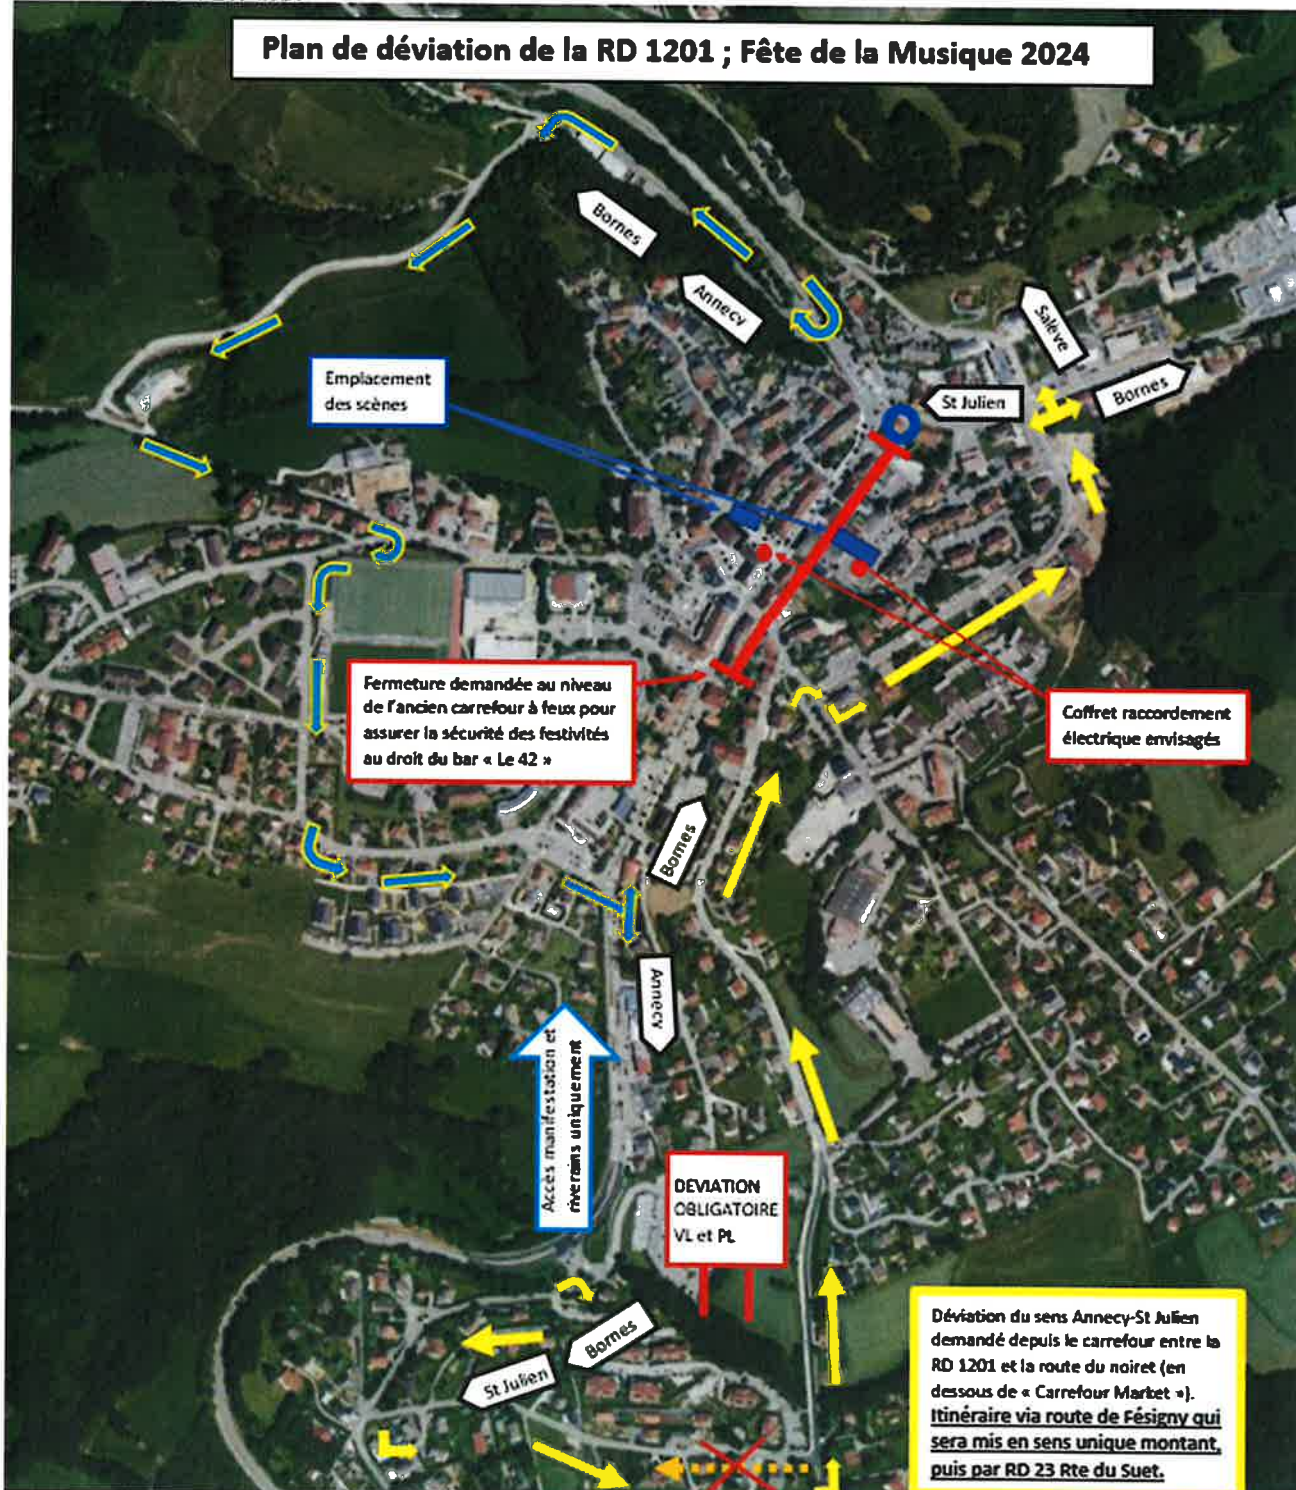 Plan de déviation de la RD 1201 ; Fête de la Musique 2024
Bornes
Annecy
Salève
Bornes
St Julien
Emplacement
des scènes
Fermeture demandée au niveau
de l'ancien carrefour à feux pour
assurer la sécurité des festivités
au droit du bar « Le 42 »
Coffret raccordement
électrique envisagés
Bornes
Annecy
Accès manifestation et
riverains uniquement
DEVIATION
OBLIGATOIRE
VL et PL
Bornes
St Julien
Déviation du sens Annecy-St Julien
demandé depuis le carrefour entre la
RD 1201 et la route du noiret (en
dessous de « Carrefour Market »).
Itinéraire via route de Fésigny qui
sera mis en sens unique montant,
puis par RD 23 Rte du Suet.